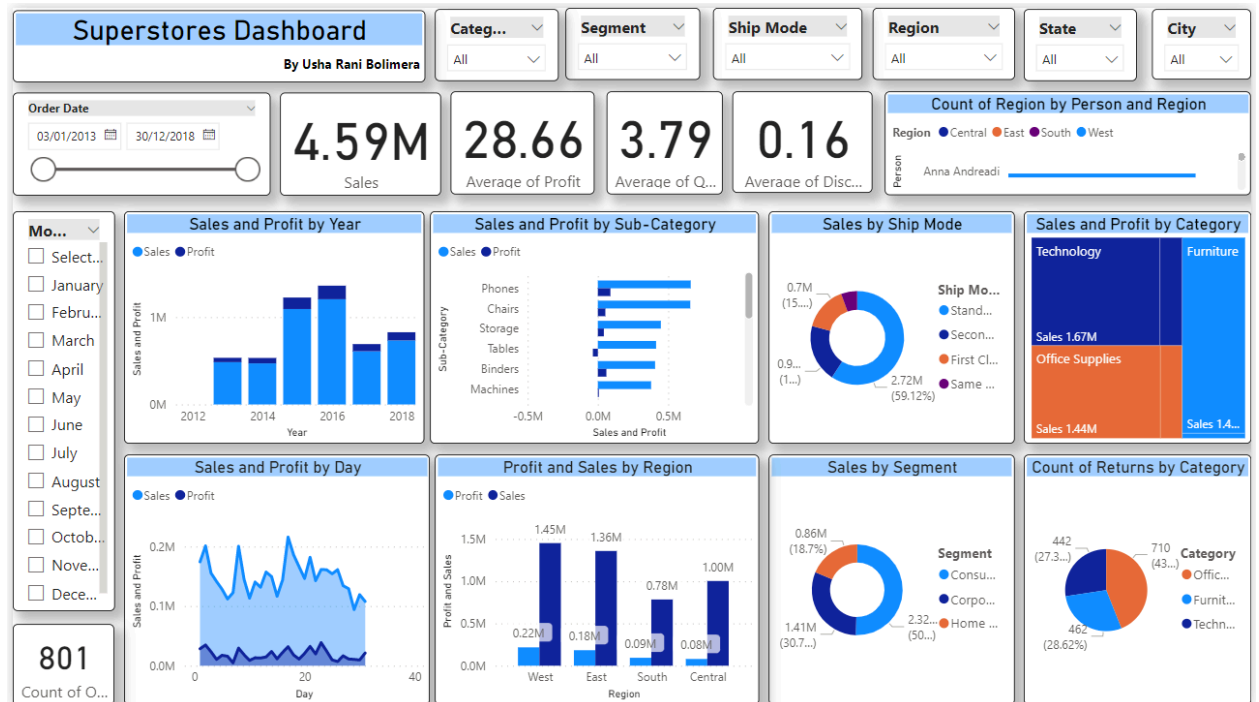 Superstores Dashboard
By Usha Rani Bolimera
Categ...
All
Segment
All
Ship Mode
All
Region
All
State
All
City
All
Order Date
03/01/2013
30/12/2018
4.59M
Sales
28.66
Average of Profit
3.79
Average of Q...
0.16
Average of Disc...
Count of Region by Person and Region
Region Central East South West
Person
Anna Andreadi
Mo...
Select...
January
Febru...
March
April
May
June
July
August
Septe...
Octob...
Nove...
Dece...
Sales and Profit by Year
Sales Profit
Sales and Profit
1M
0M
2012 2014 2016 2018
Year
Sales and Profit by Sub-Category
Sales Profit
Sub-Category
Phones
Chairs
Storage
Tables
Binders
Machines
-0.5M 0.0M 0.5M
Sales and Profit
Sales by Ship Mode
0.7M
(15....)
0.9...
(1...)
2.72M
(59.12%)
Ship Mo...
Stand...
Secon...
First Cl...
Same ...
Sales and Profit by Category
Technology
Sales 1.67M
Furniture
Sales 1.4...
Office Supplies
Sales 1.44M
Sales and Profit by Day
Sales Profit
Sales and Profit
0.2M
0.1M
0.0M
0 20 40
Day
Profit and Sales by Region
Profit Sales
Profit and Sales
1.5M
1.0M
0.5M
0.0M
0.22M
1.45M
0.18M
1.36M
0.09M
0.78M
0.08M
1.00M
West East South Central
Region
Sales by Segment
0.86M
(18.7%)
1.41M
(30.7...)
2.32...
(50...)
Segment
Consu...
Corpo...
Home ...
Count of Returns by Category
442
(27.3...)
710
(43...)
462
(28.62%)
Category
Offic...
Furnit...
Techn...
801
Count of O...